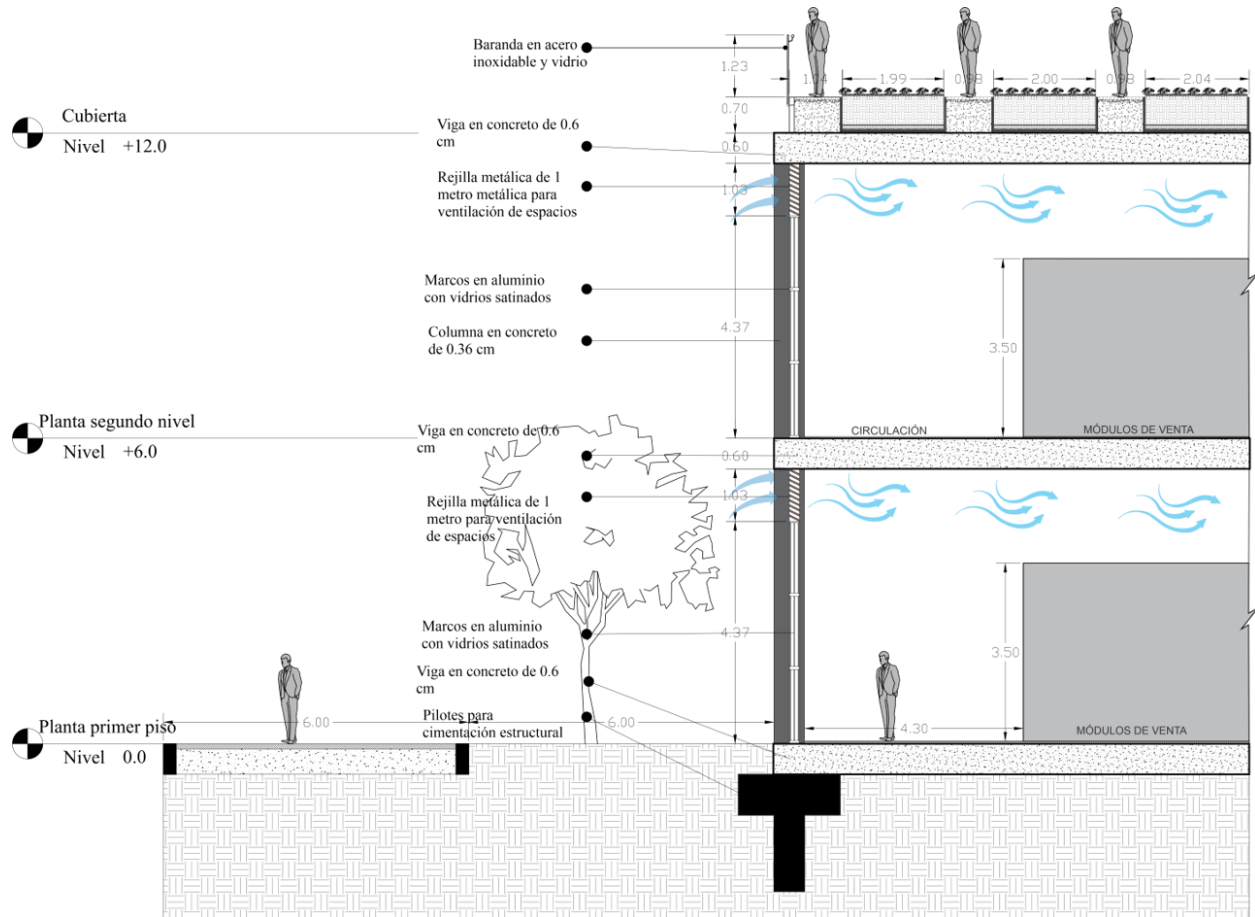 Baranda en acero
inoxidable y vidrio
1.23
1.04
1.99
0.98
2.00
0.98
2.04
0.70
Cubierta
Nivel +12.0
Viga en concreto de 0.6
cm
0.60
Rejilla metálica de 1
metro metálica para
ventilación de espacios
1.03
Marcos en aluminio
con vidrios satinados
4.37
Columna en concreto
de 0.36 cm
3.50
Planta segundo nivel
Nivel +6.0
Viga en concreto de 0.6
cm
CIRCULACIÓN
MÓDULOS DE VENTA
0.60
Rejilla metálica de 1
metro para ventilación
de espacios
1.03
Marcos en aluminio
con vidrios satinados
4.37
3.50
Viga en concreto de 0.6
cm
Pilotes para
cimentación estructural
6.00
6.00
4.30
MÓDULOS DE VENTA
Planta primer piso
Nivel 0.0